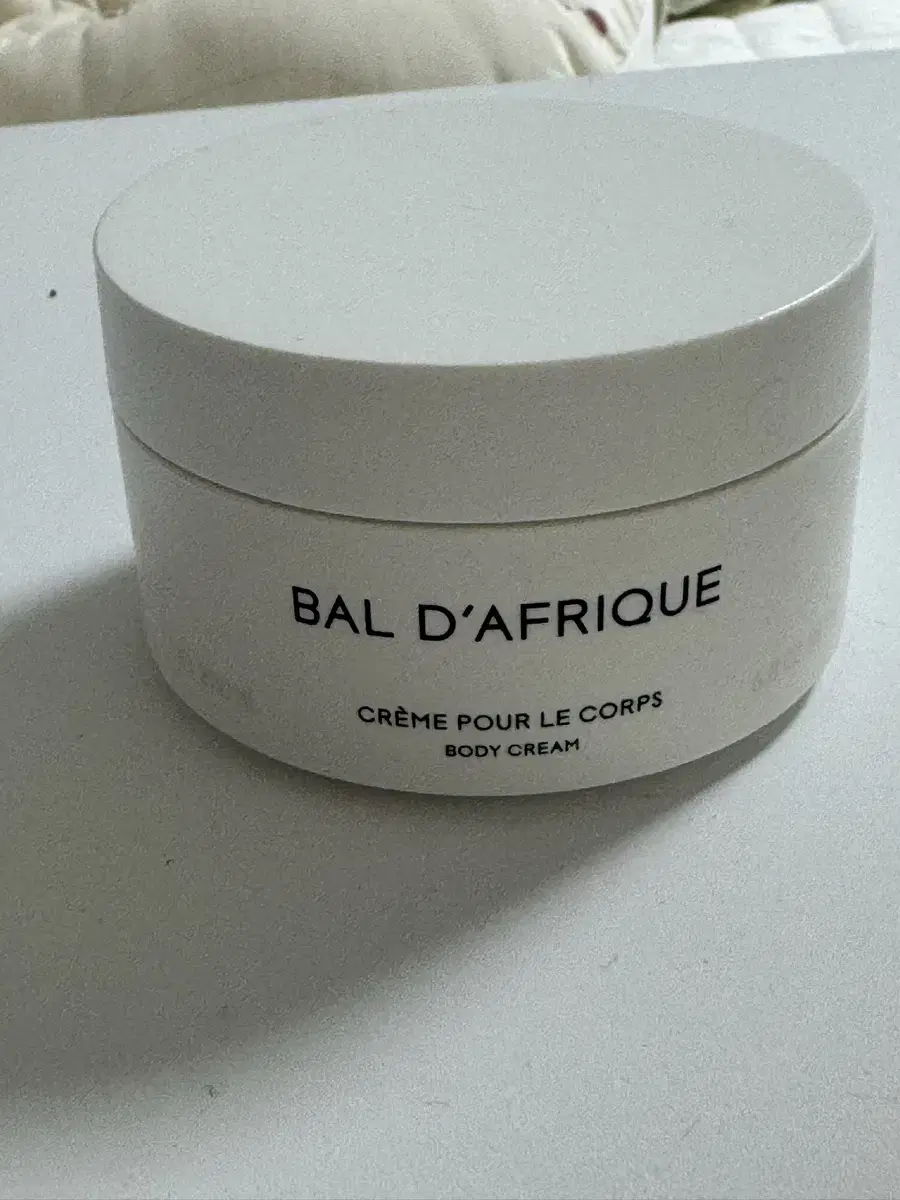 BAL D'AFRIQUE
CRÈME POUR LE CORPS
BODY CREAM